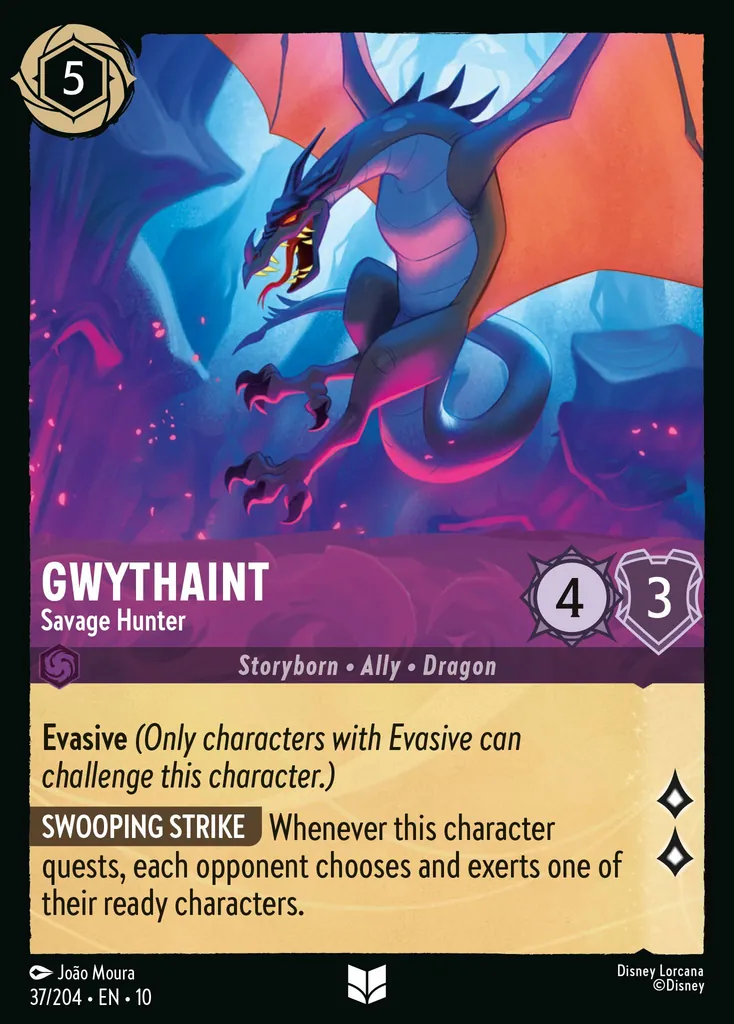 5
GWYTHAINT
Savage Hunter
4
3
Storyborn • Ally • Dragon
Evasive (Only characters with Evasive can
challenge this character.)
SWOOPING STRIKE Whenever this character
quests, each opponent chooses and exerts one of
their ready characters.
João Moura
37/204 • EN • 10
Disney Lorcana
©Disney